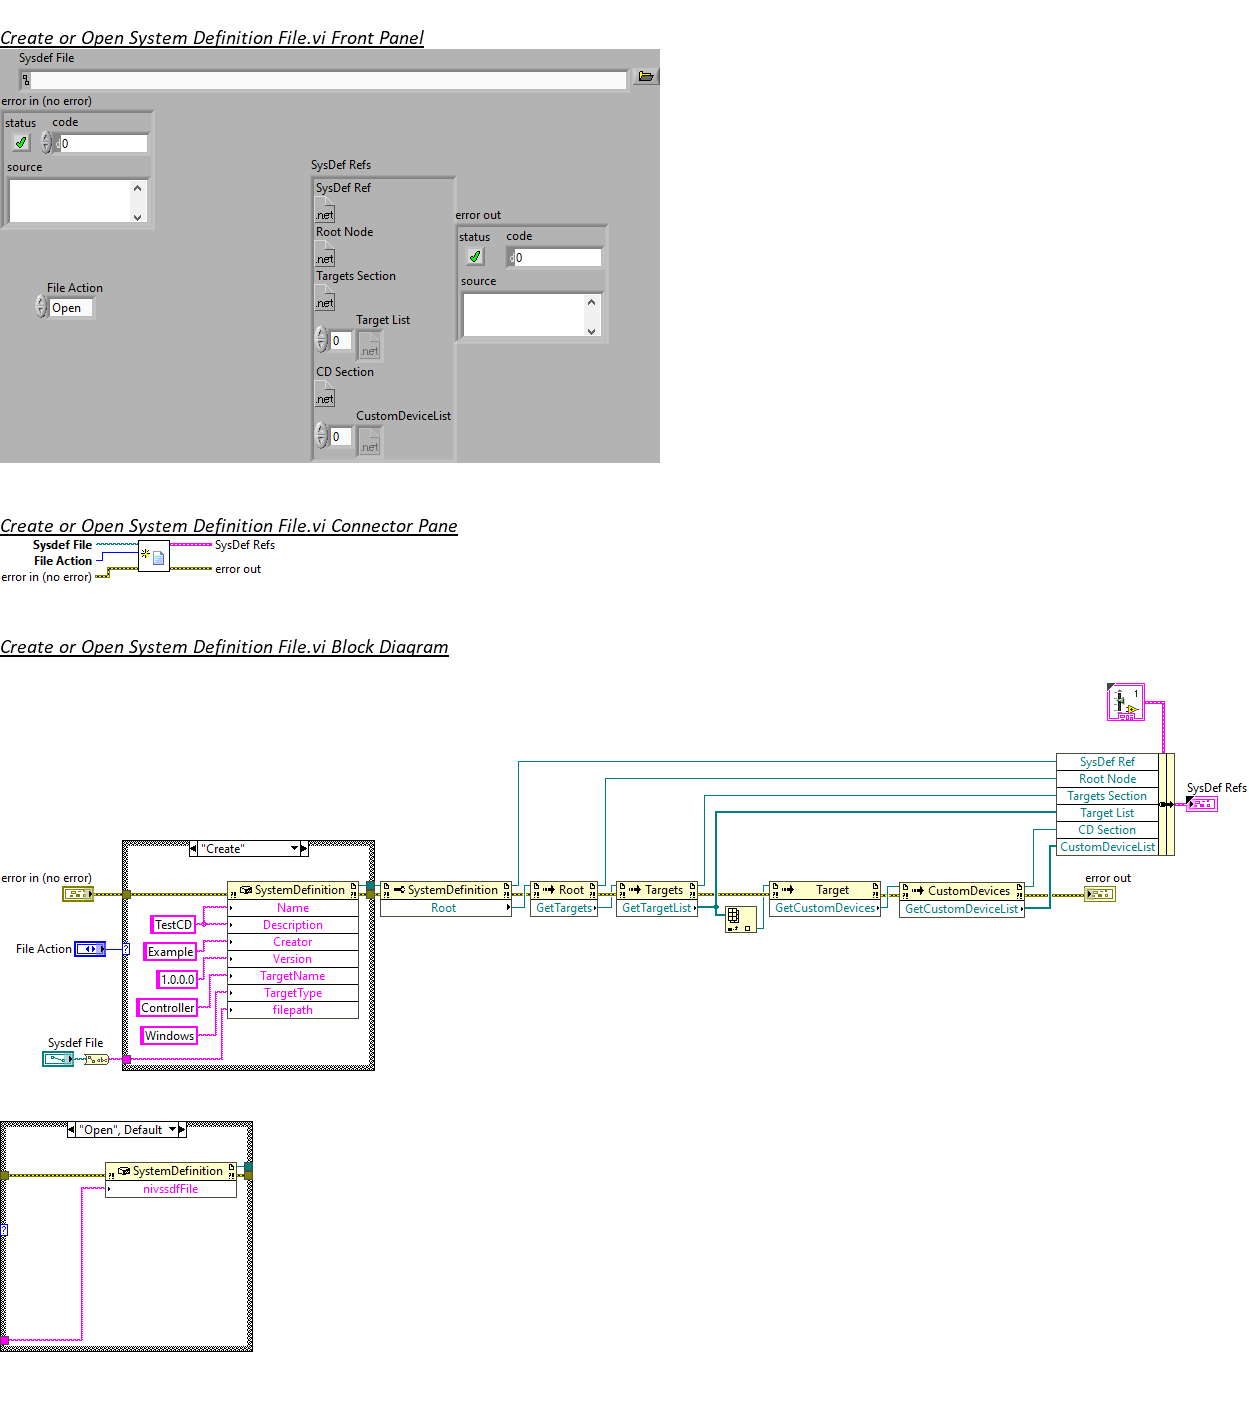 Create or Open System Definition File.vi Front Panel
Sysdef File
error in (no error)
status code
d0
source
SysDef Refs
SysDef Ref
.net
Root Node
.net
Targets Section
.net
Target List
0 .net
CD Section
.net
CustomDeviceList
0 .net
error out
status code
d0
source
File Action
Open
Create or Open System Definition File.vi Connector Pane
Sysdef File
File Action
error in (no error)
SysDef Refs
error out
Create or Open System Definition File.vi Block Diagram
1
SysDef Ref
Root Node
Targets Section
Target List
CD Section
CustomDeviceList
SysDef Refs
"Create"
error in (no error)
error out
SystemDefinition
Name
Description
Creator
Version
TargetName
TargetType
filepath
TestCD
Example
1.0.0.0
Controller
Windows
SystemDefinition
Root
Root
GetTargets
Targets
GetTargetList
Target
GetCustomDevices
CustomDevices
GetCustomDeviceList
File Action
?
Sysdef File
abc
"Open", Default
SystemDefinition
nivssdfFile
?